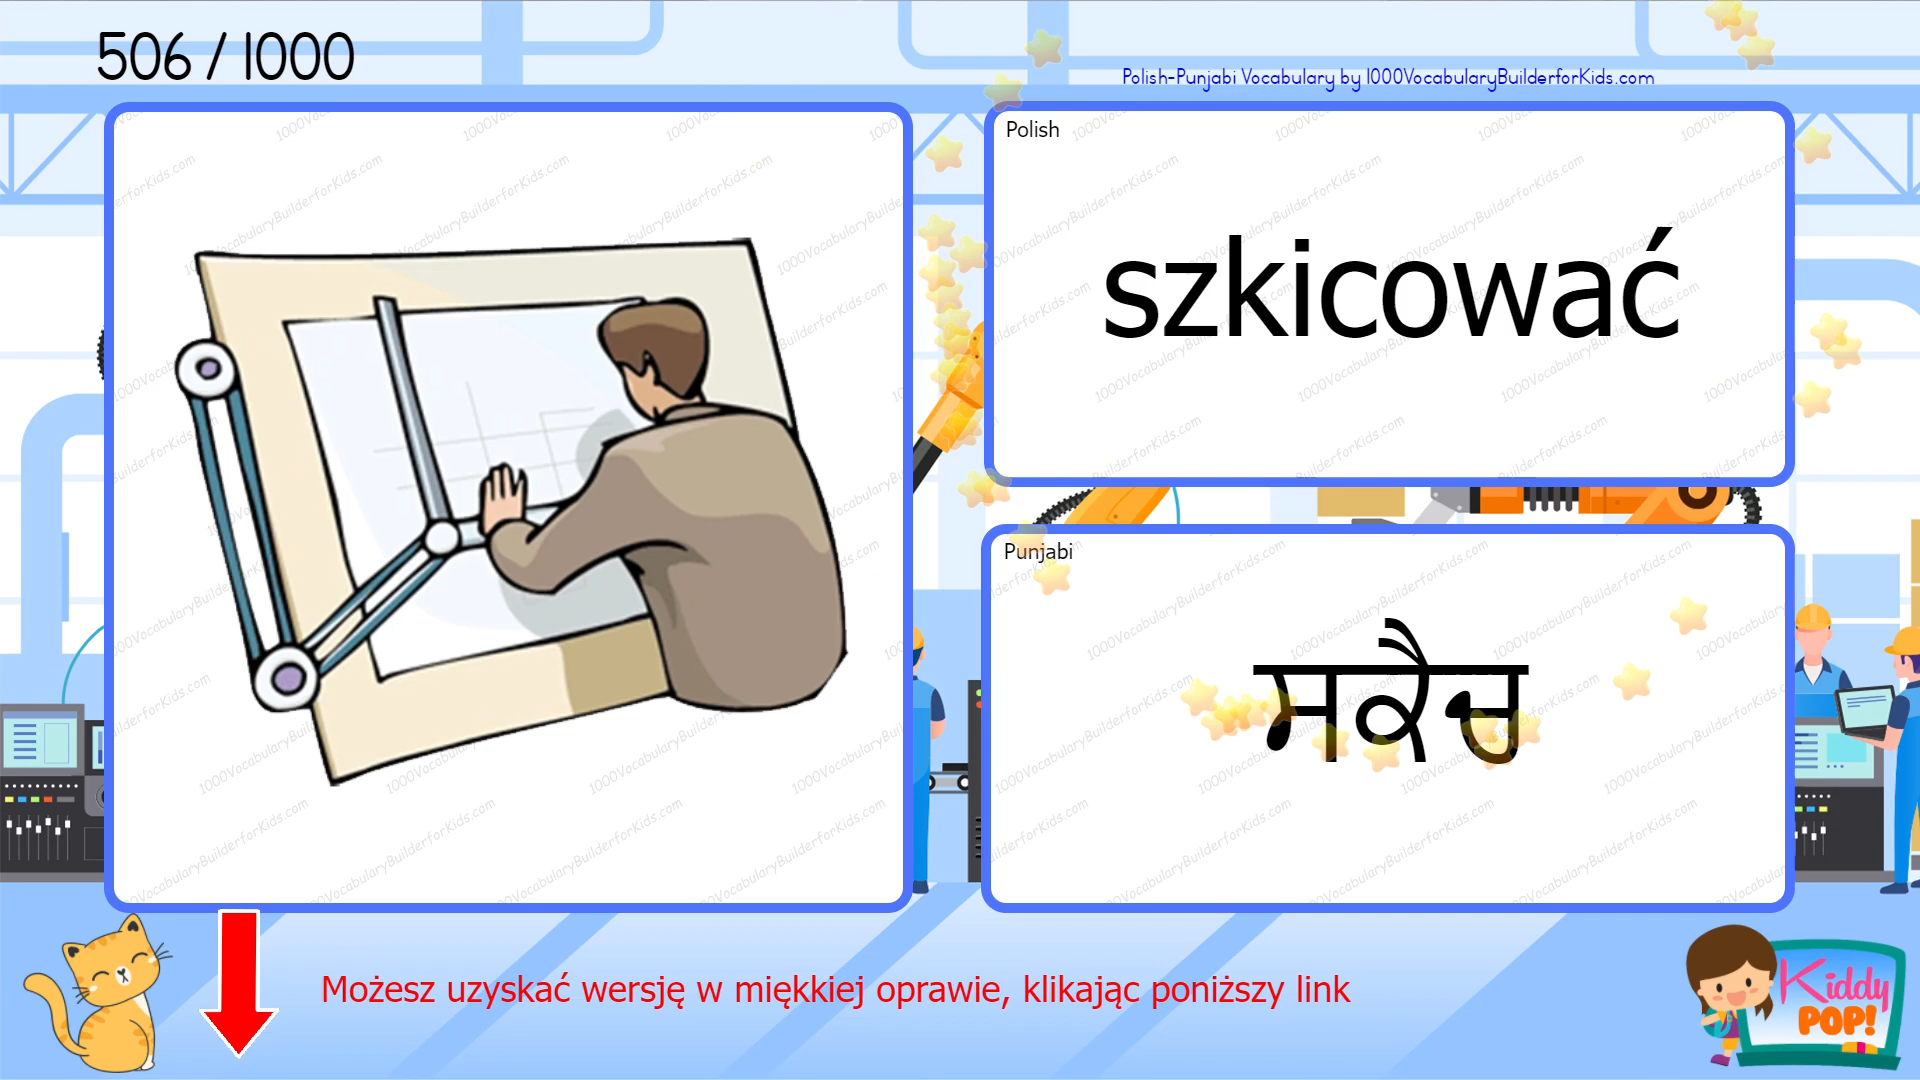 506 / 1000
Polish-Punjabi Vocabulary by 1000VocabularyBuilderforKids.com
Polish
szkicować
Punjabi
ਸਕੈਚ
Możesz uzyskać wersję w miękkiej oprawie, klikając poniższy link
Kiddy
POP!